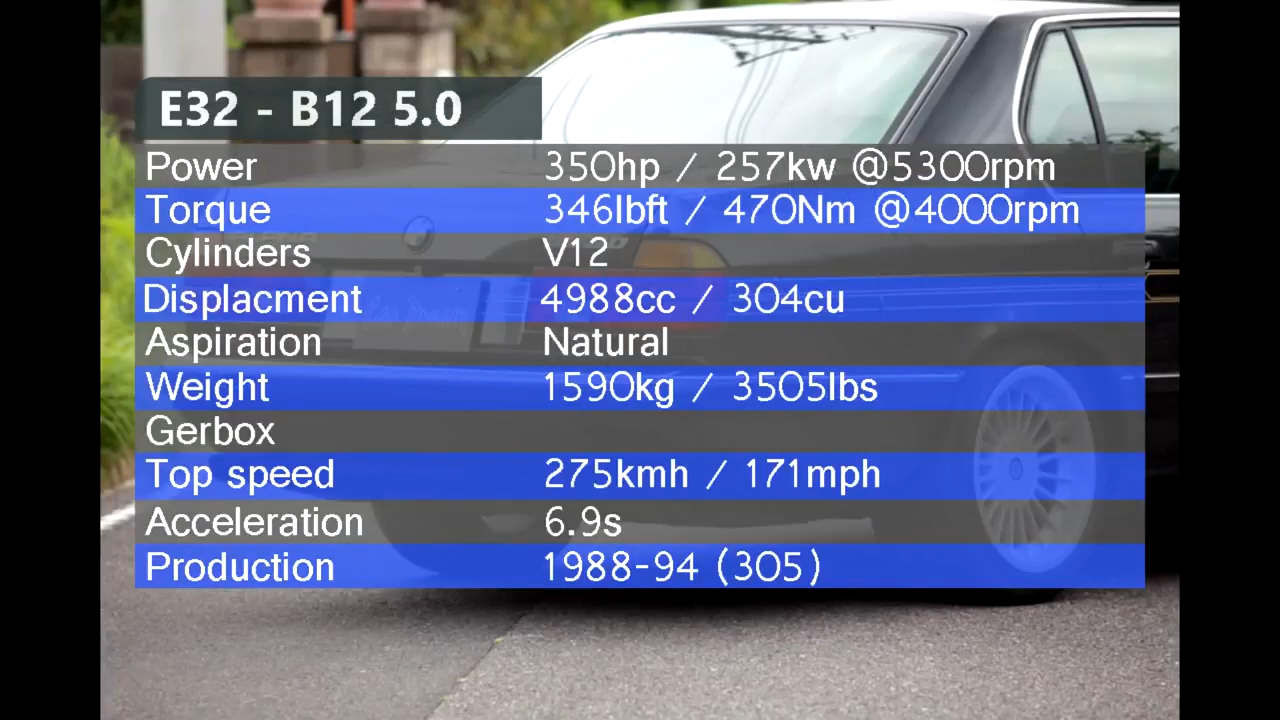 E32 - B12 5.0
Power 350hp / 257kw @5300rpm
Torque 346lbft / 470Nm @4000rpm
Cylinders V12
Displacment 4988cc / 304cu
Aspiration Natural
Weight 1590kg / 3505lbs
Gerbox
Top speed 275kmh / 171mph
Acceleration 6.9s
Production 1988-94 (305)